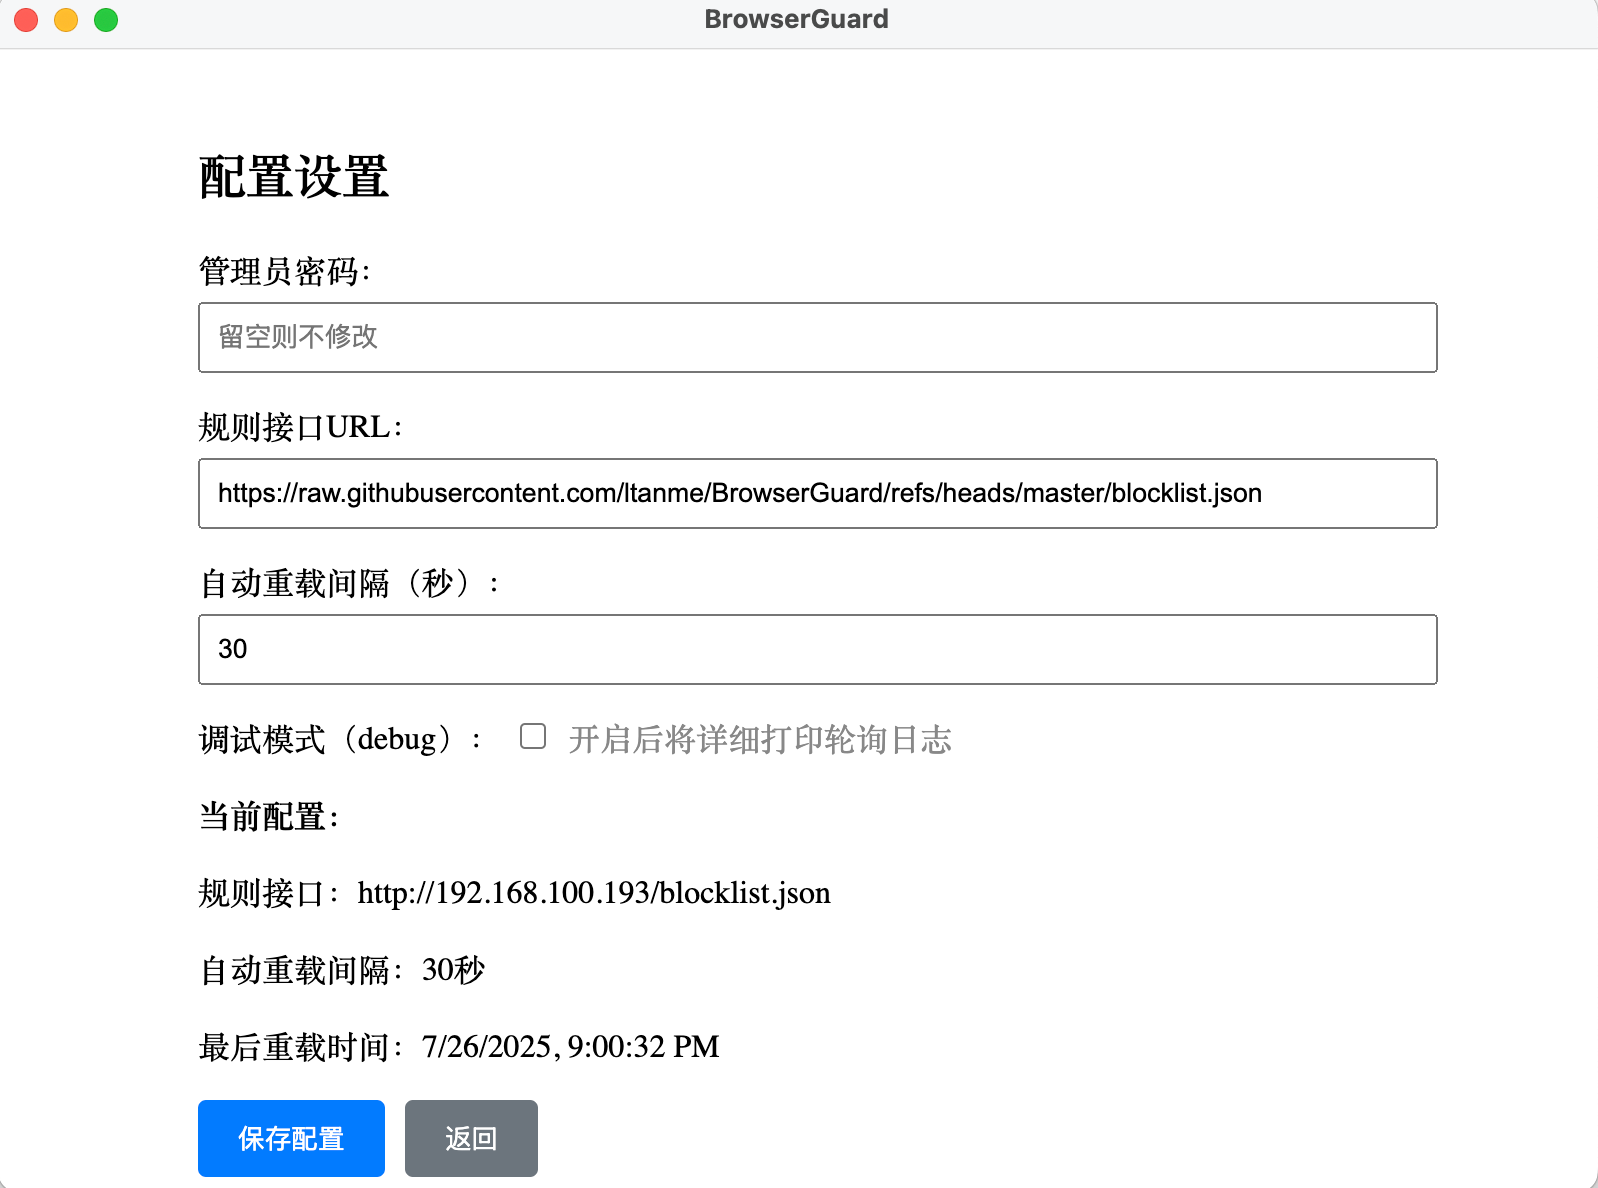 BrowserGuard
配置设置
管理员密码：
留空则不修改
规则接口URL：
https://raw.githubusercontent.com/ltanme/BrowserGuard/refs/heads/master/blocklist.json
自动重载间隔（秒）：
30
调试模式（debug）： 开启后将详细打印轮询日志
当前配置：
规则接口：http://192.168.100.193/blocklist.json
自动重载间隔：30秒
最后重载时间：7/26/2025, 9:00:32 PM
保存配置 返回